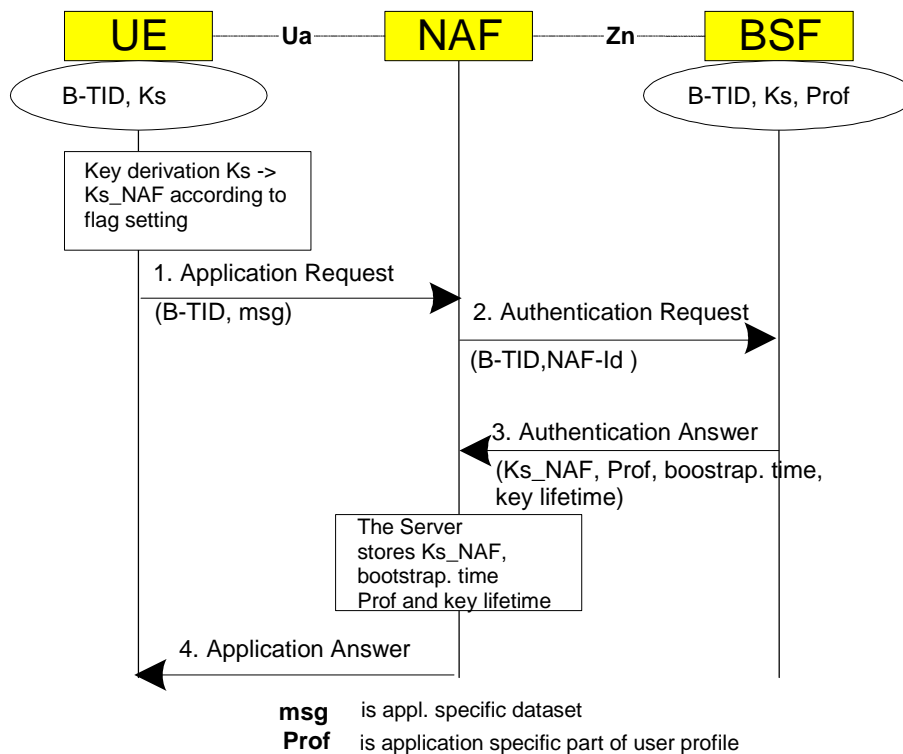 UE Ua NAF Zn BSF
B-TID, Ks
B-TID, Ks, Prof
Key derivation Ks ->
Ks_NAF according to
flag setting
1. Application Request
(B-TID, msg)
2. Authentication Request
(B-TID,NAF-Id )
3. Authentication Answer
(Ks_NAF, Prof, boostrap. time,
key lifetime)
The Server
stores Ks_NAF,
bootstrap. time
Prof and key lifetime
4. Application Answer
msg is appl. specific dataset
Prof is application specific part of user profile